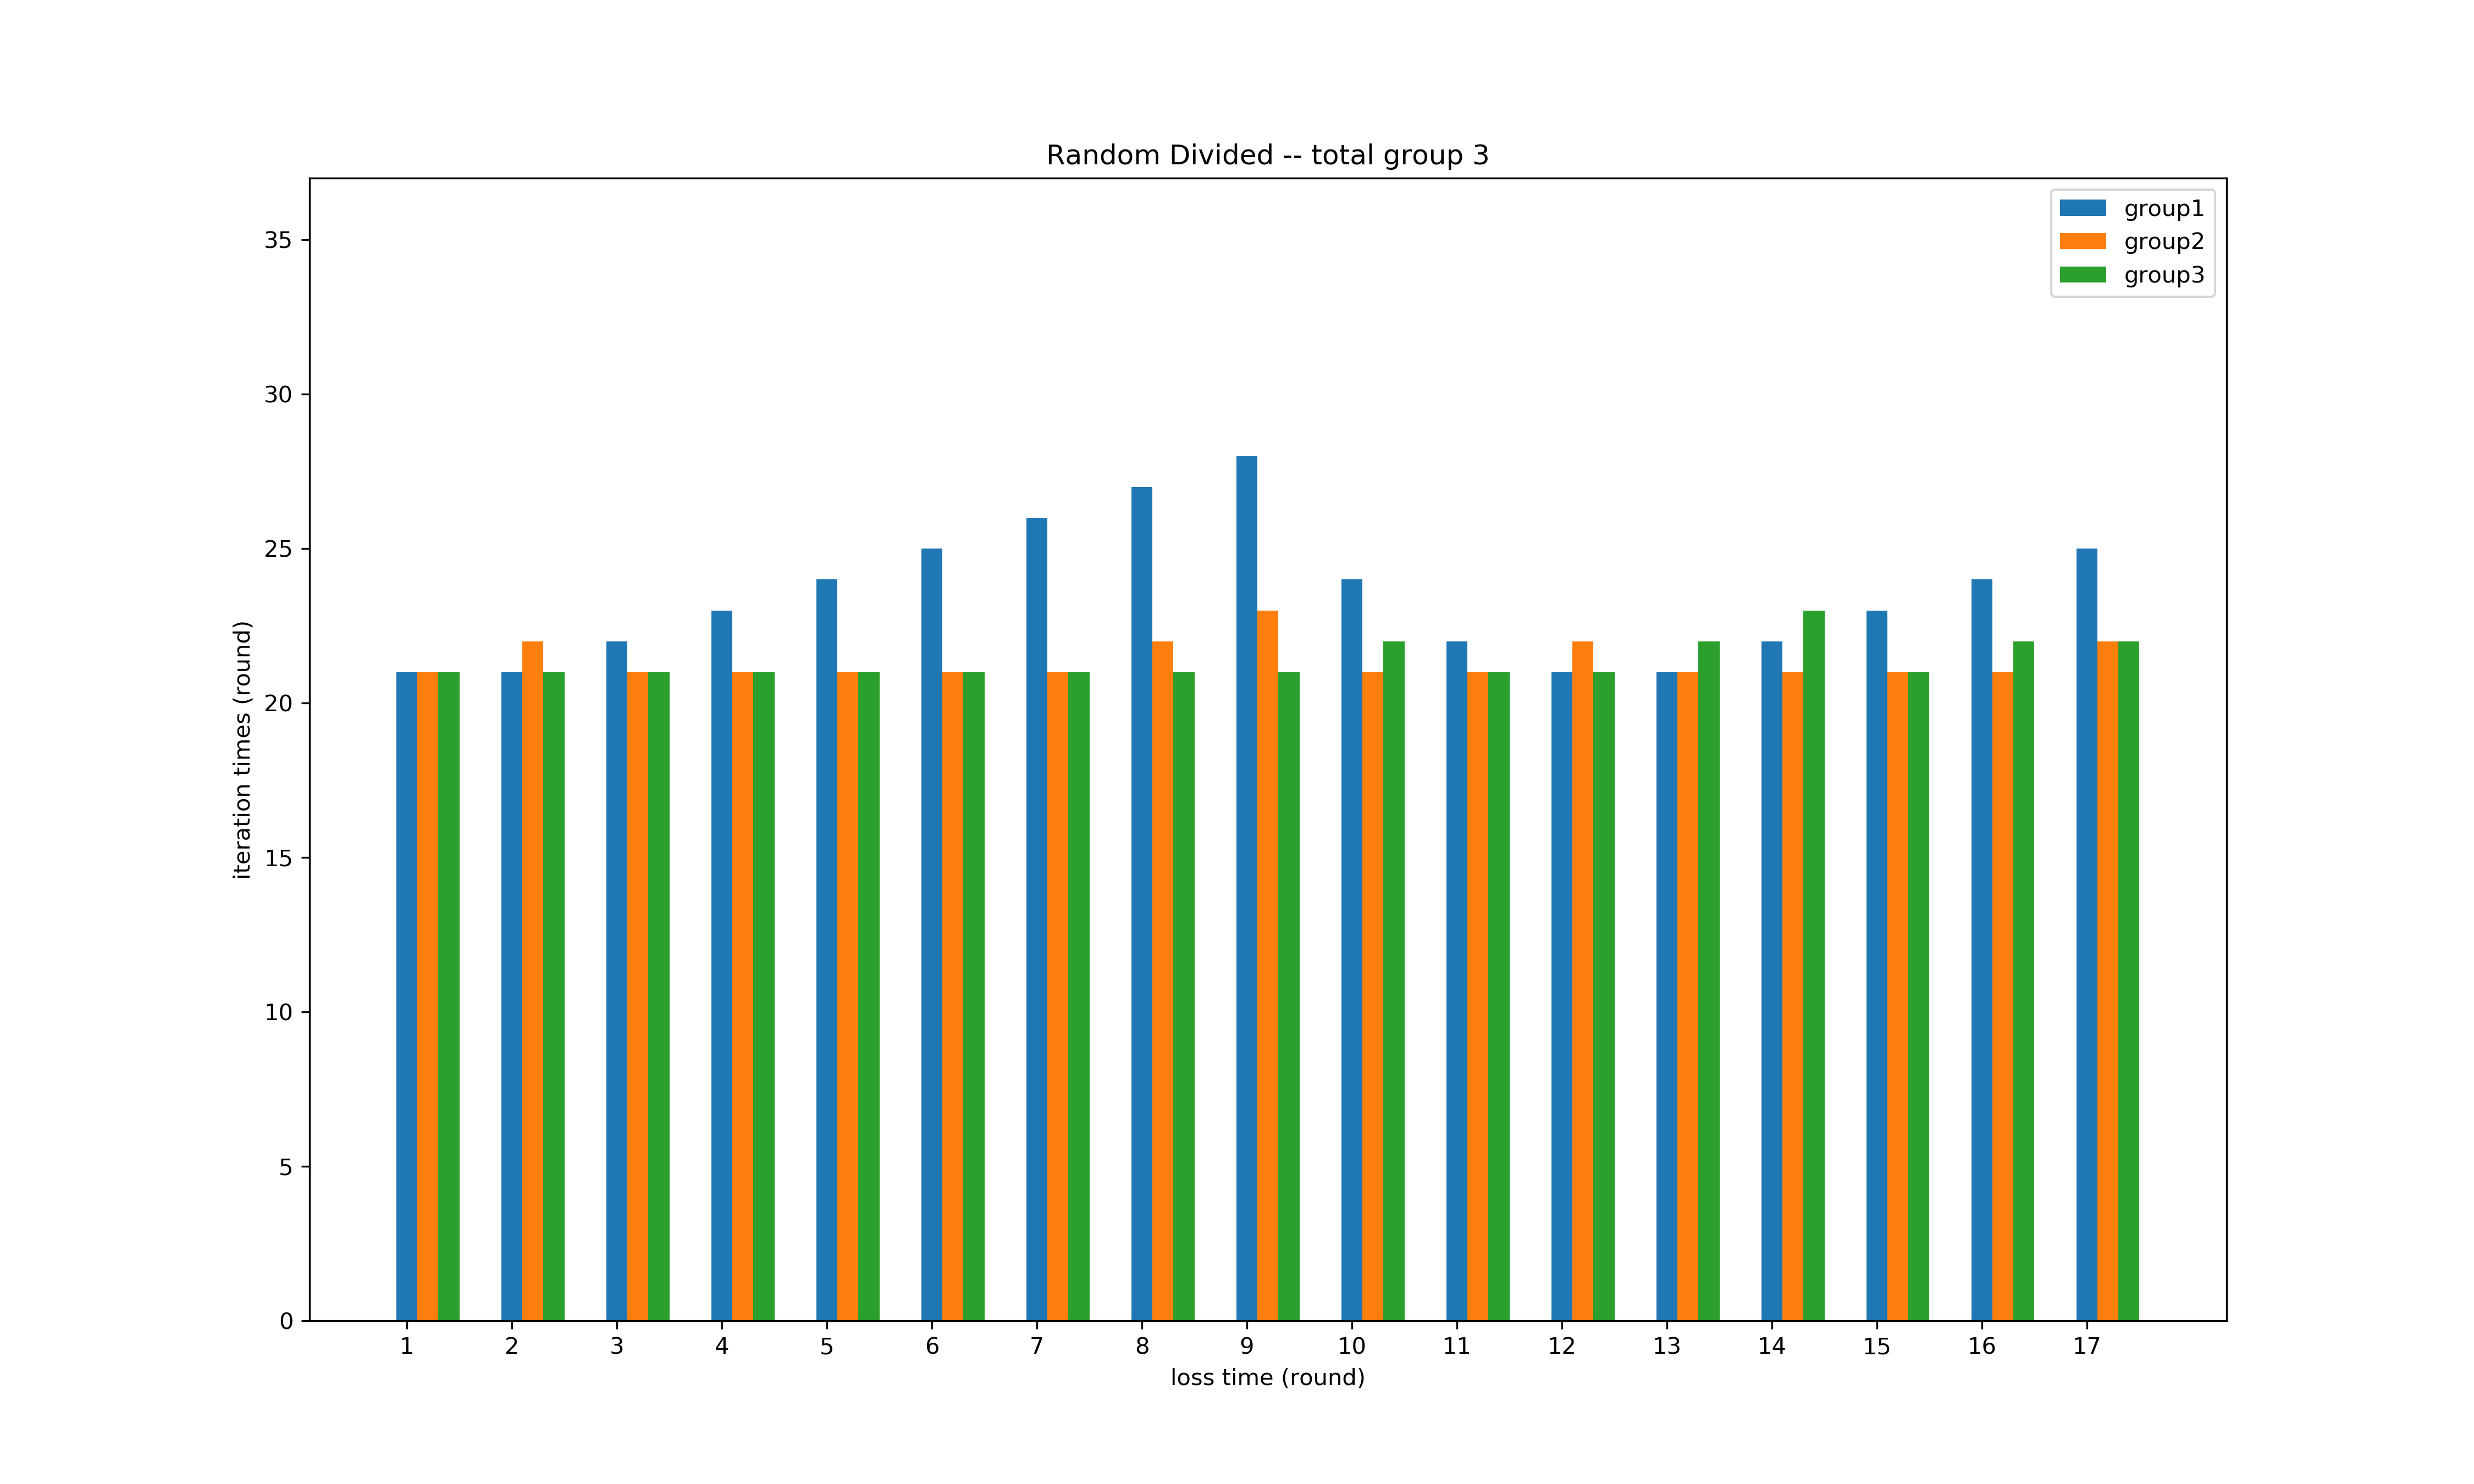 Random Divided -- total group 3
group1
group2
group3
35
30
25
20
15
10
5
0
iteration times (round)
1 2 3 4 5 6 7 8 9 10 11 12 13 14 15 16 17
loss time (round)